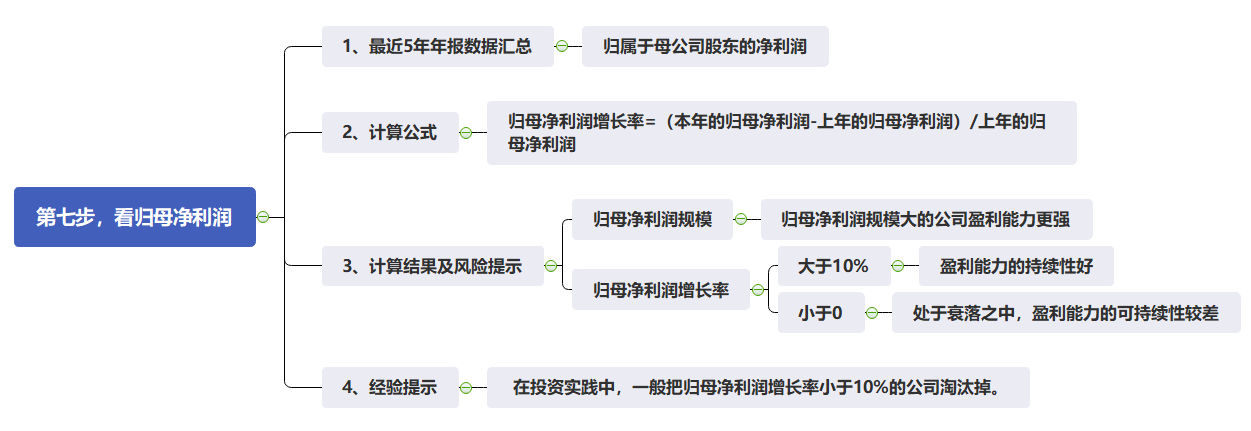 第七步，看归母净利润
1、最近5年年报数据汇总
归属于母公司股东的净利润
2、计算公式
归母净利润增长率=（本年的归母净利润-上年的归母净利润）/上年的归
母净利润
3、计算结果及风险提示
归母净利润规模
归母净利润规模大的公司盈利能力更强
归母净利润增长率
大于10%
盈利能力的持续性好
小于0
处于衰落之中，盈利能力的可持续性较差
4、经验提示
在投资实践中，一般把归母净利润增长率小于10%的公司淘汰掉。